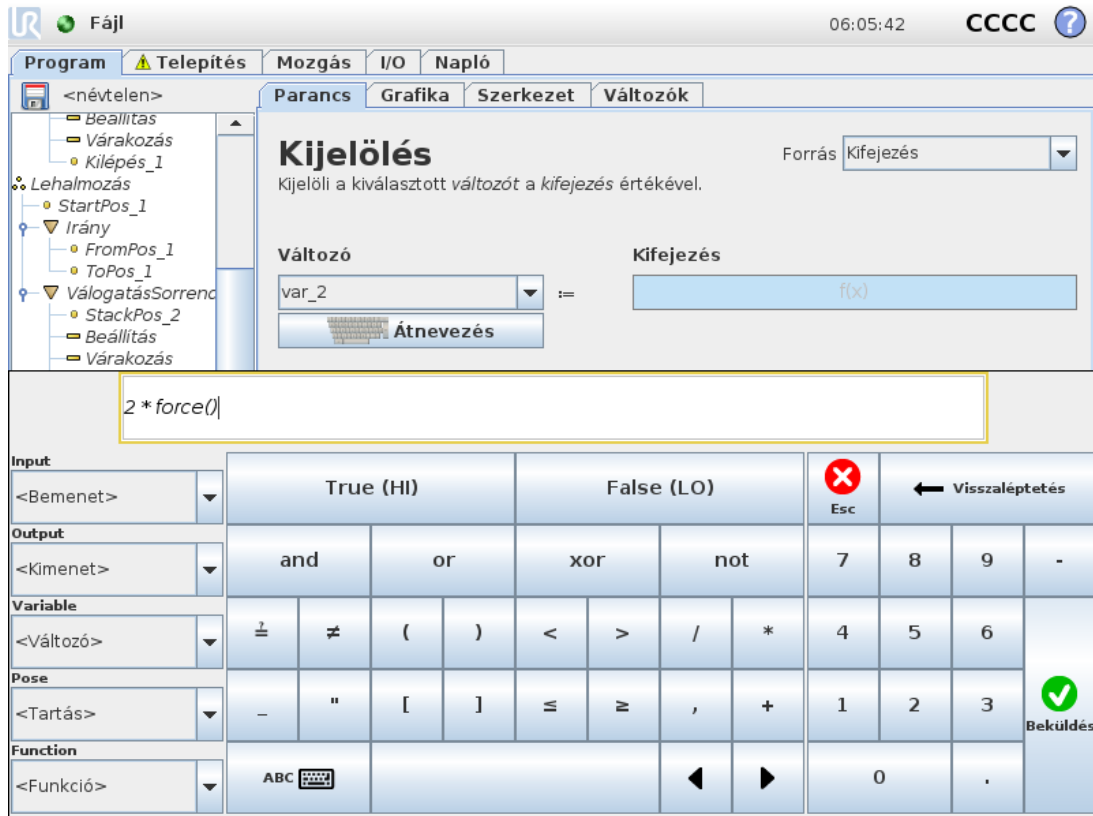 UR Fájl 06:05:42 CCCC ?
Program Telepítés Mozgás I/O Napló
<névtelen>
Parancs Grafika Szerkezet Változók
Beállítás
Várakozás
Kilépés_1
Lehalmozás
StartPos_1
Irány
FromPos_1
ToPos_1
VálogatásSorrend
StackPos_2
Beállítás
Várakozás
Kijelölés
Forrás Kifejezés
Kijelöli a kiválasztott változót a kifejezés értékével.
Változó Kifejezés
var_2 := f(x)
Átnevezés
2 * force()
Input
<Bemenet>
Output
<Kimenet>
Variable
<Változó>
Pose
<Tartás>
Function
<Funkció>
True (HI) False (LO) Esc Visszaléptetés
and or xor not 7 8 9 -
≟ ≠ ( ) < > / * 4 5 6
_ " [ ] ≤ ≥ , + 1 2 3 Beküldés
ABC 0 .